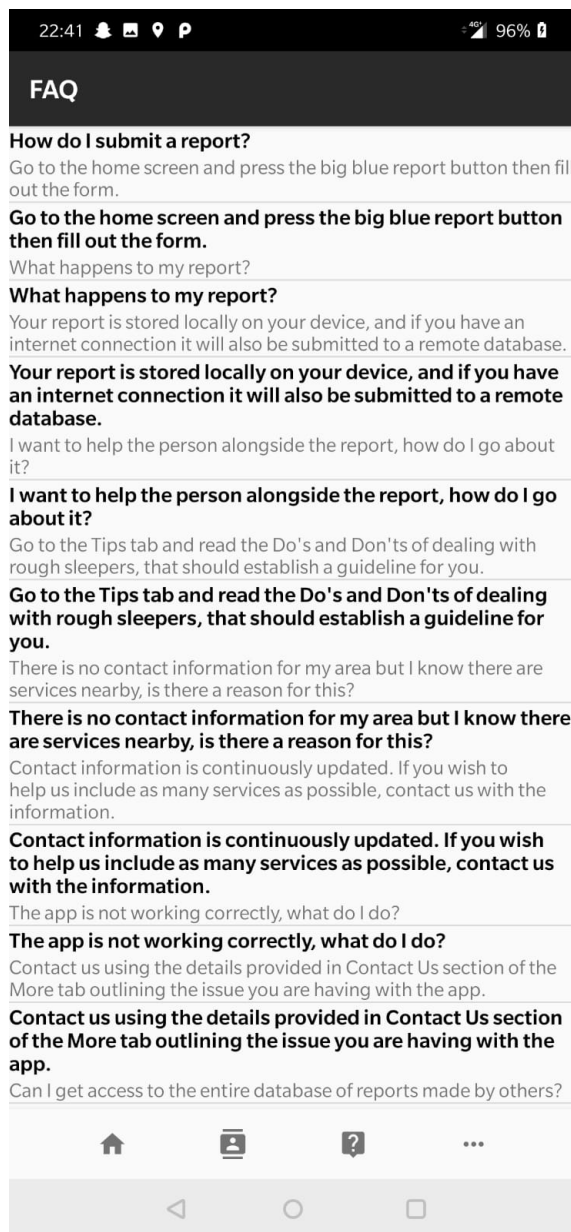 22:41 4G+ 96%
FAQ
How do I submit a report?
Go to the home screen and press the big blue report button then fil
out the form.
Go to the home screen and press the big blue report button
then fill out the form.
What happens to my report?
What happens to my report?
Your report is stored locally on your device, and if you have an
internet connection it will also be submitted to a remote database.
Your report is stored locally on your device, and if you have
an internet connection it will also be submitted to a remote
database.
I want to help the person alongside the report, how do I go about
it?
I want to help the person alongside the report, how do I go
about it?
Go to the Tips tab and read the Do's and Don'ts of dealing with
rough sleepers, that should establish a guideline for you.
Go to the Tips tab and read the Do's and Don'ts of dealing
with rough sleepers, that should establish a guideline for
you.
There is no contact information for my area but I know there are
services nearby, is there a reason for this?
There is no contact information for my area but I know there
are services nearby, is there a reason for this?
Contact information is continuously updated. If you wish to
help us include as many services as possible, contact us with the
information.
Contact information is continuously updated. If you wish
to help us include as many services as possible, contact us
with the information.
The app is not working correctly, what do I do?
The app is not working correctly, what do I do?
Contact us using the details provided in Contact Us section of the
More tab outlining the issue you are having with the app.
Contact us using the details provided in Contact Us section
of the More tab outlining the issue you are having with the
app.
Can I get access to the entire database of reports made by others?